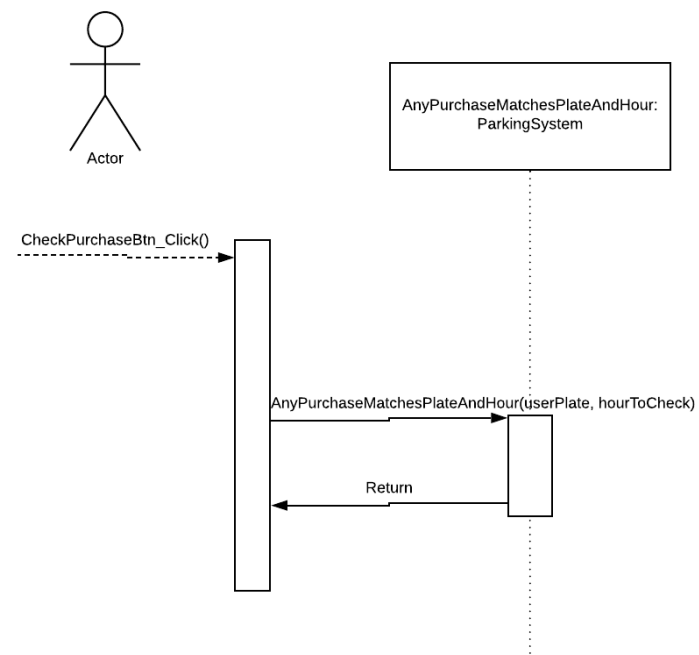 Actor
AnyPurchaseMatchesPlateAndHour:
ParkingSystem
CheckPurchaseBtn_Click()
AnyPurchaseMatchesPlateAndHour(userPlate, hourToCheck)
Return